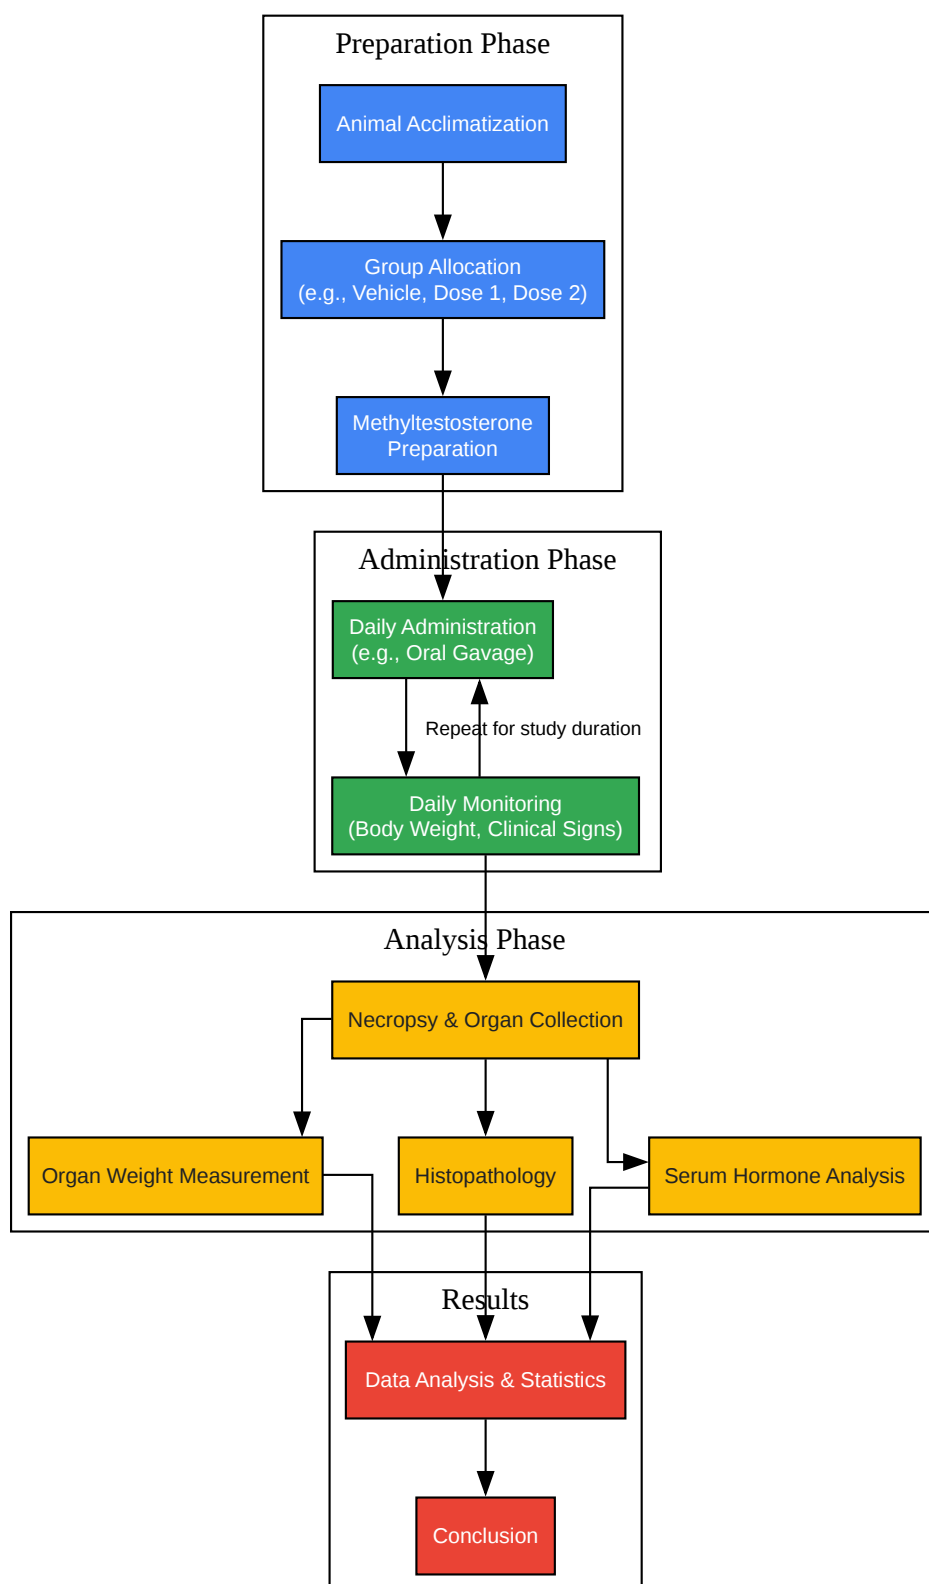 Preparation Phase
Animal Acclimatization
Group Allocation
(e.g., Vehicle, Dose 1, Dose 2)
Methyltestosterone
Preparation
Administration Phase
Daily Administration
(e.g., Oral Gavage)
Repeat for study duration
Daily Monitoring
(Body Weight, Clinical Signs)
Analysis Phase
Necropsy & Organ Collection
Organ Weight Measurement
Histopathology
Serum Hormone Analysis
Results
Data Analysis & Statistics
Conclusion